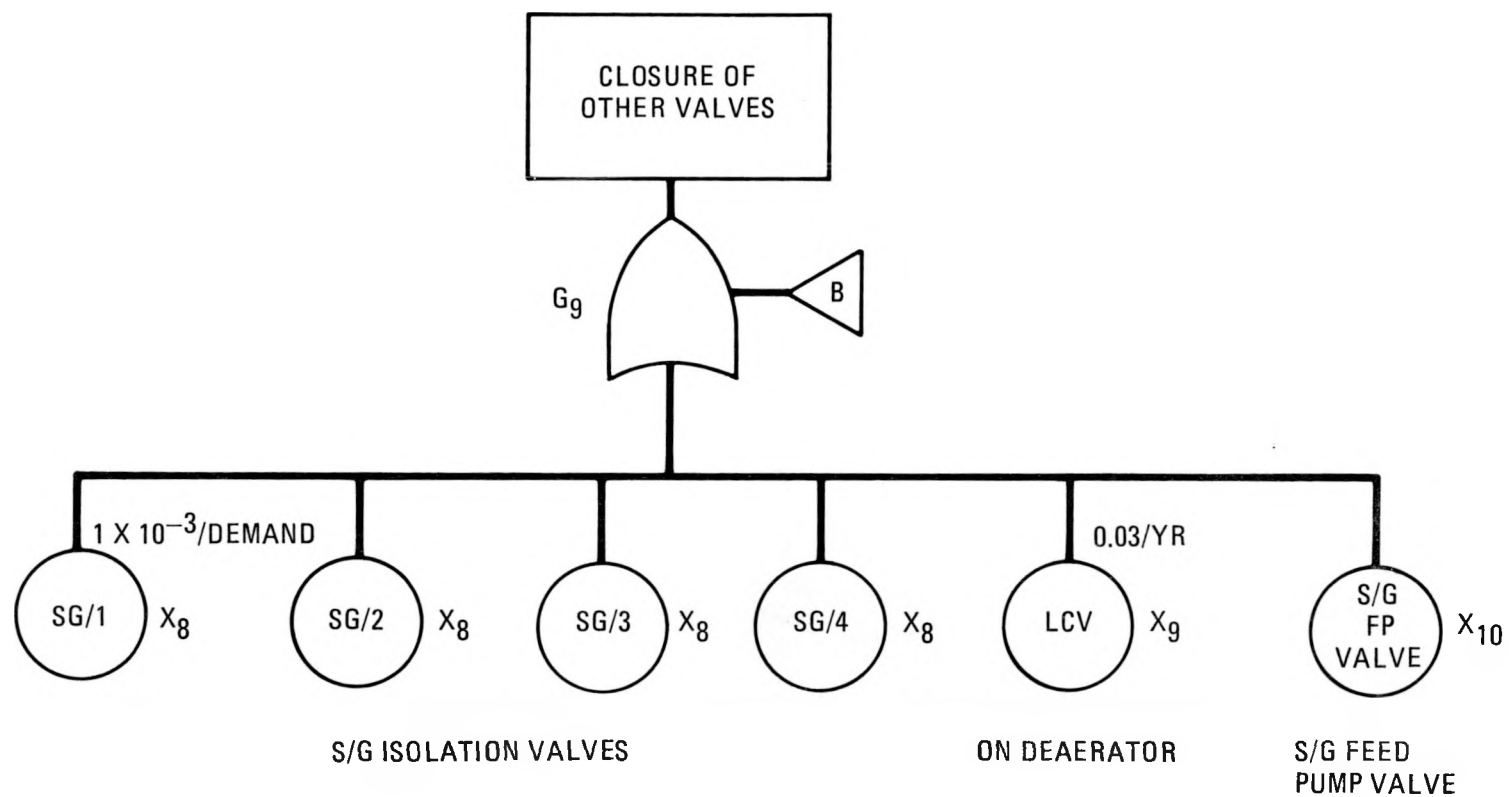 CLOSURE OF
OTHER VALVES
G₉
B
1 X 10⁻³/DEMAND
0.03/YR
SG/1
X₈
SG/2
X₈
SG/3
X₈
SG/4
X₈
LCV
X₉
S/G
FP
VALVE
X₁₀
S/G ISOLATION VALVES
ON DEAERATOR
S/G FEED
PUMP VALVE